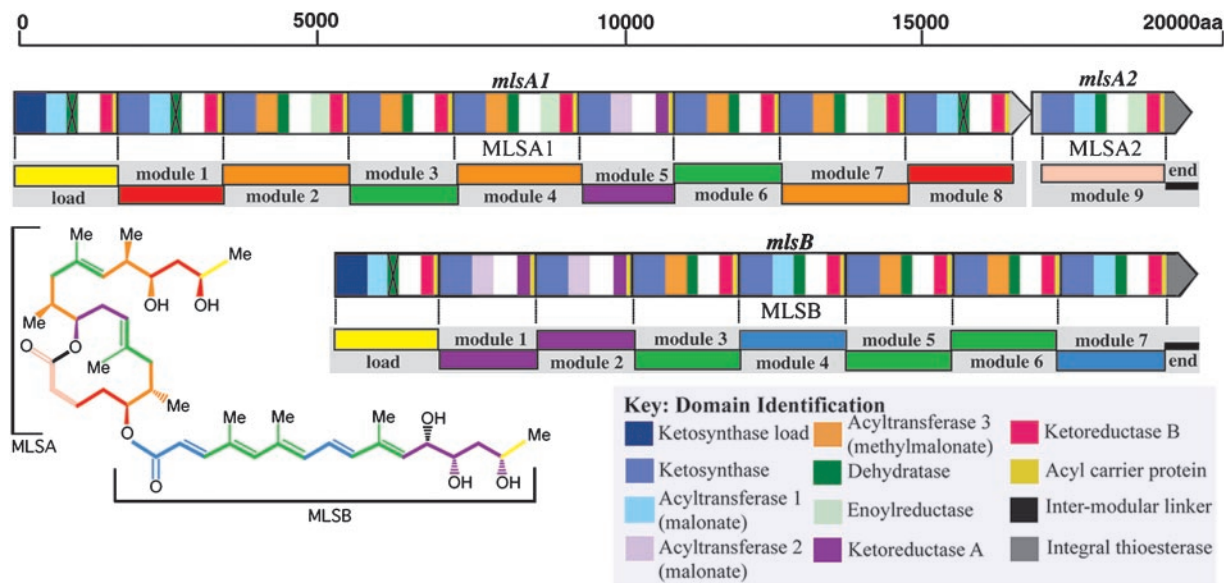 0 5000 10000 15000 20000aa
mlsA1 mlsA2
MLSA1 MLSA2
module 1 module 3 module 5 module 7 end
load module 2 module 4 module 6 module 8 module 9
Me Me
Me
OH OH
O
O
Me
Me
MLSA
mlsB
MLSB
module 1 module 3 module 5 module 7
load module 2 module 4 module 6 end
Me Me Me OH Me
O
O
OH OH
MLSB
Key: Domain Identification
Ketosynthase load
Ketosynthase
Acyltransferase 1
(malonate)
Acyltransferase 2
(malonate)
Acyltransferase 3
(methylmalonate)
Dehydratase
Enoylreductase
Ketoreductase A
Ketoreductase B
Acyl carrier protein
Inter-modular linker
Integral thioesterase